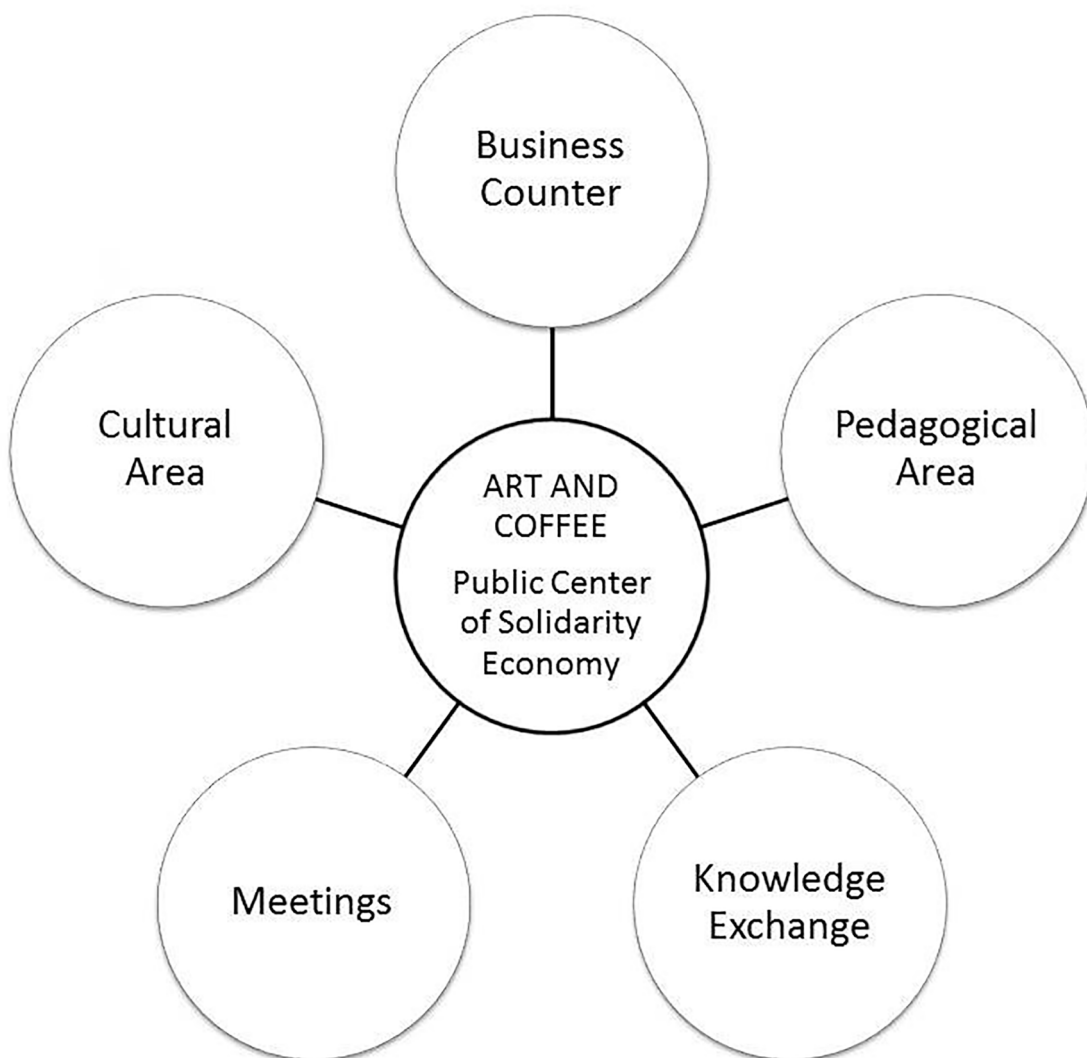 Business
Counter
Cultural
Area
Pedagogical
Area
ART AND
COFFEE
Public Center
of Solidarity
Economy
Meetings
Knowledge
Exchange